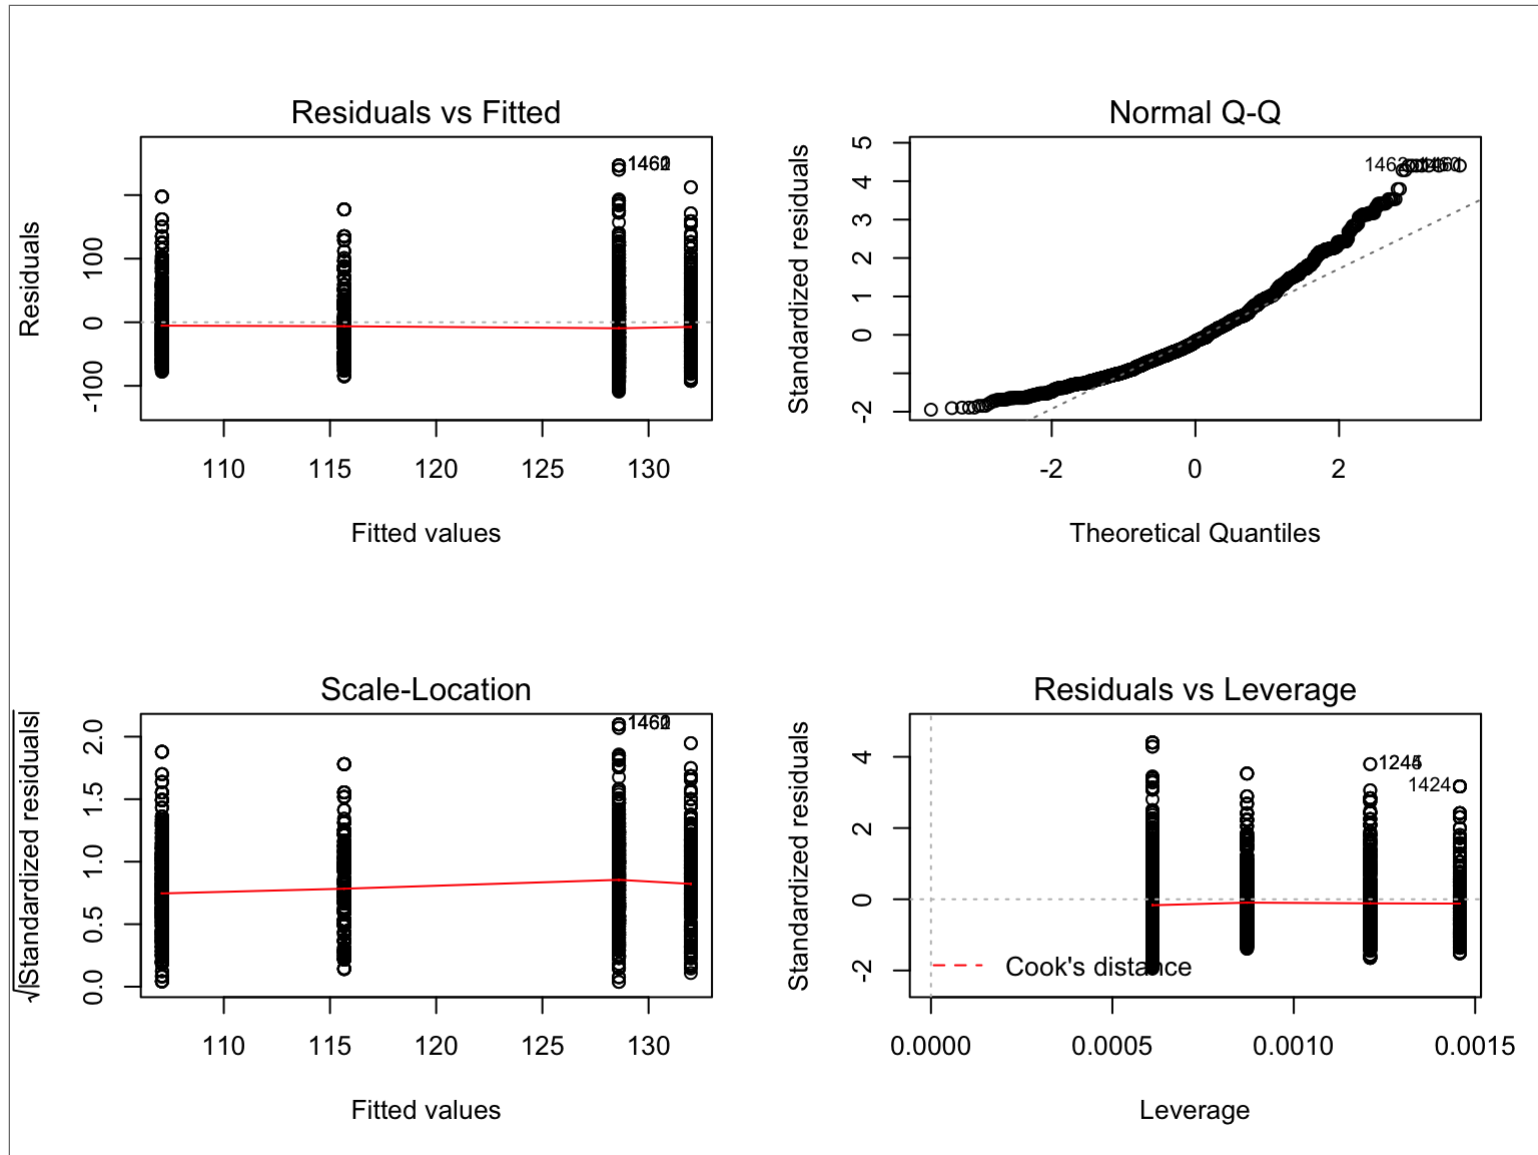 Residuals vs Fitted
Residuals
100
0
-100
110 115 120 125 130
Fitted values
Normal Q-Q
Standardized residuals
5
4
3
2
1
0
-2
-2 0 2
Theoretical Quantiles
Scale-Location
√|Standardized residuals|
2.0
1.5
1.0
0.5
0.0
110 115 120 125 130
Fitted values
Residuals vs Leverage
Standardized residuals
4
2
0
-2
1424
Cook's distance
0.0000 0.0005 0.0010 0.0015
Leverage